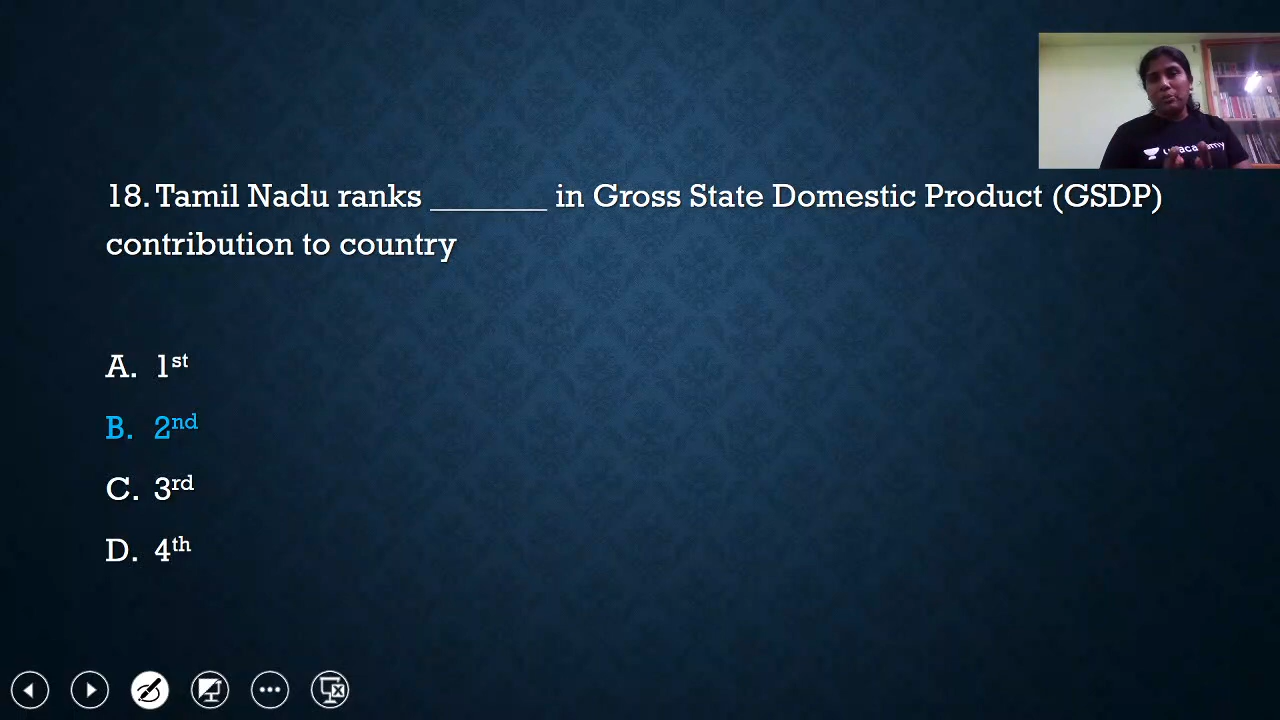 18. Tamil Nadu ranks _______ in Gross State Domestic Product (GSDP)
contribution to country
A. 1st
B. 2nd
C. 3rd
D. 4th